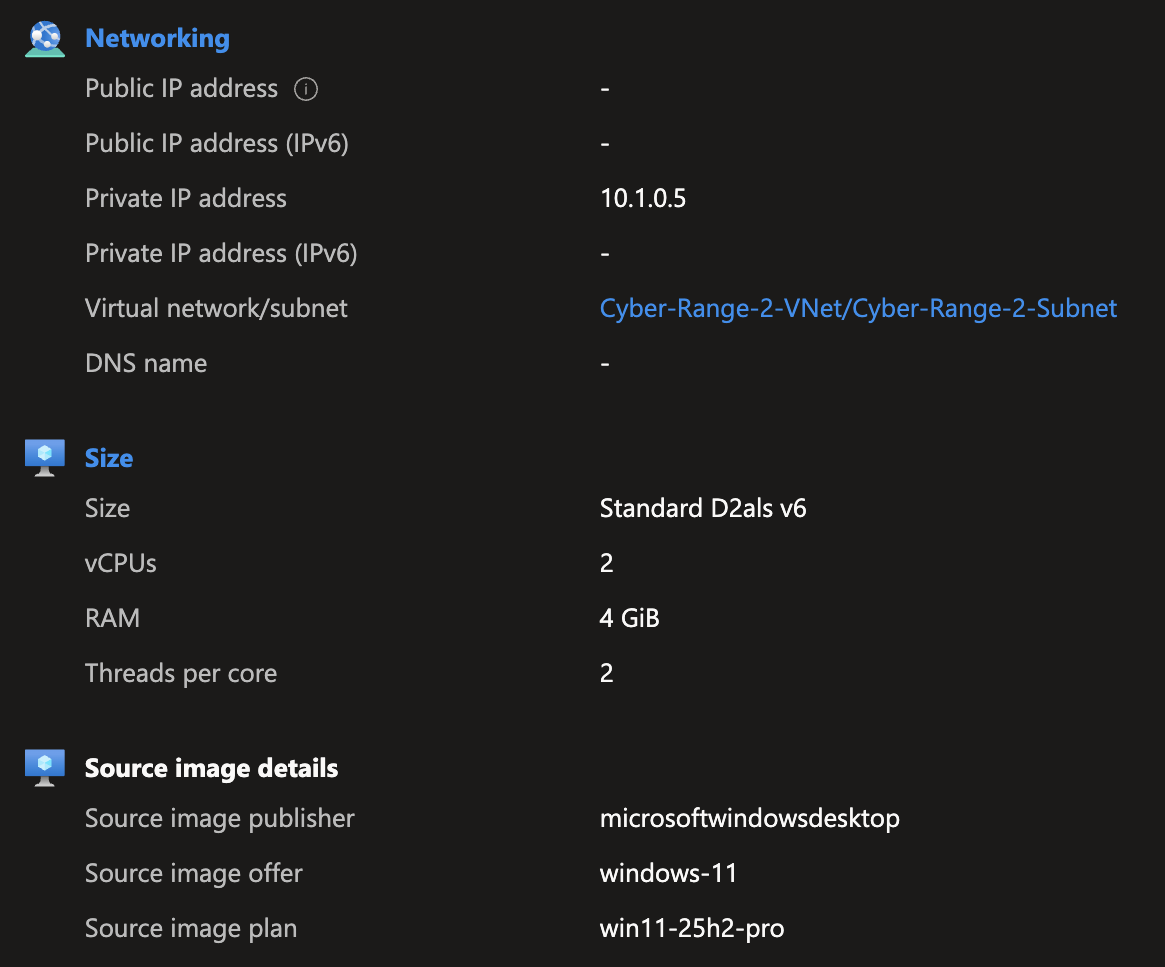 Networking
Public IP address -
Public IP address (IPv6) -
Private IP address 10.1.0.5
Private IP address (IPv6) -
Virtual network/subnet Cyber-Range-2-VNet/Cyber-Range-2-Subnet
DNS name -
Size
Size Standard D2als v6
vCPUs 2
RAM 4 GiB
Threads per core 2
Source image details
Source image publisher microsoftwindowsdesktop
Source image offer windows-11
Source image plan win11-25h2-pro